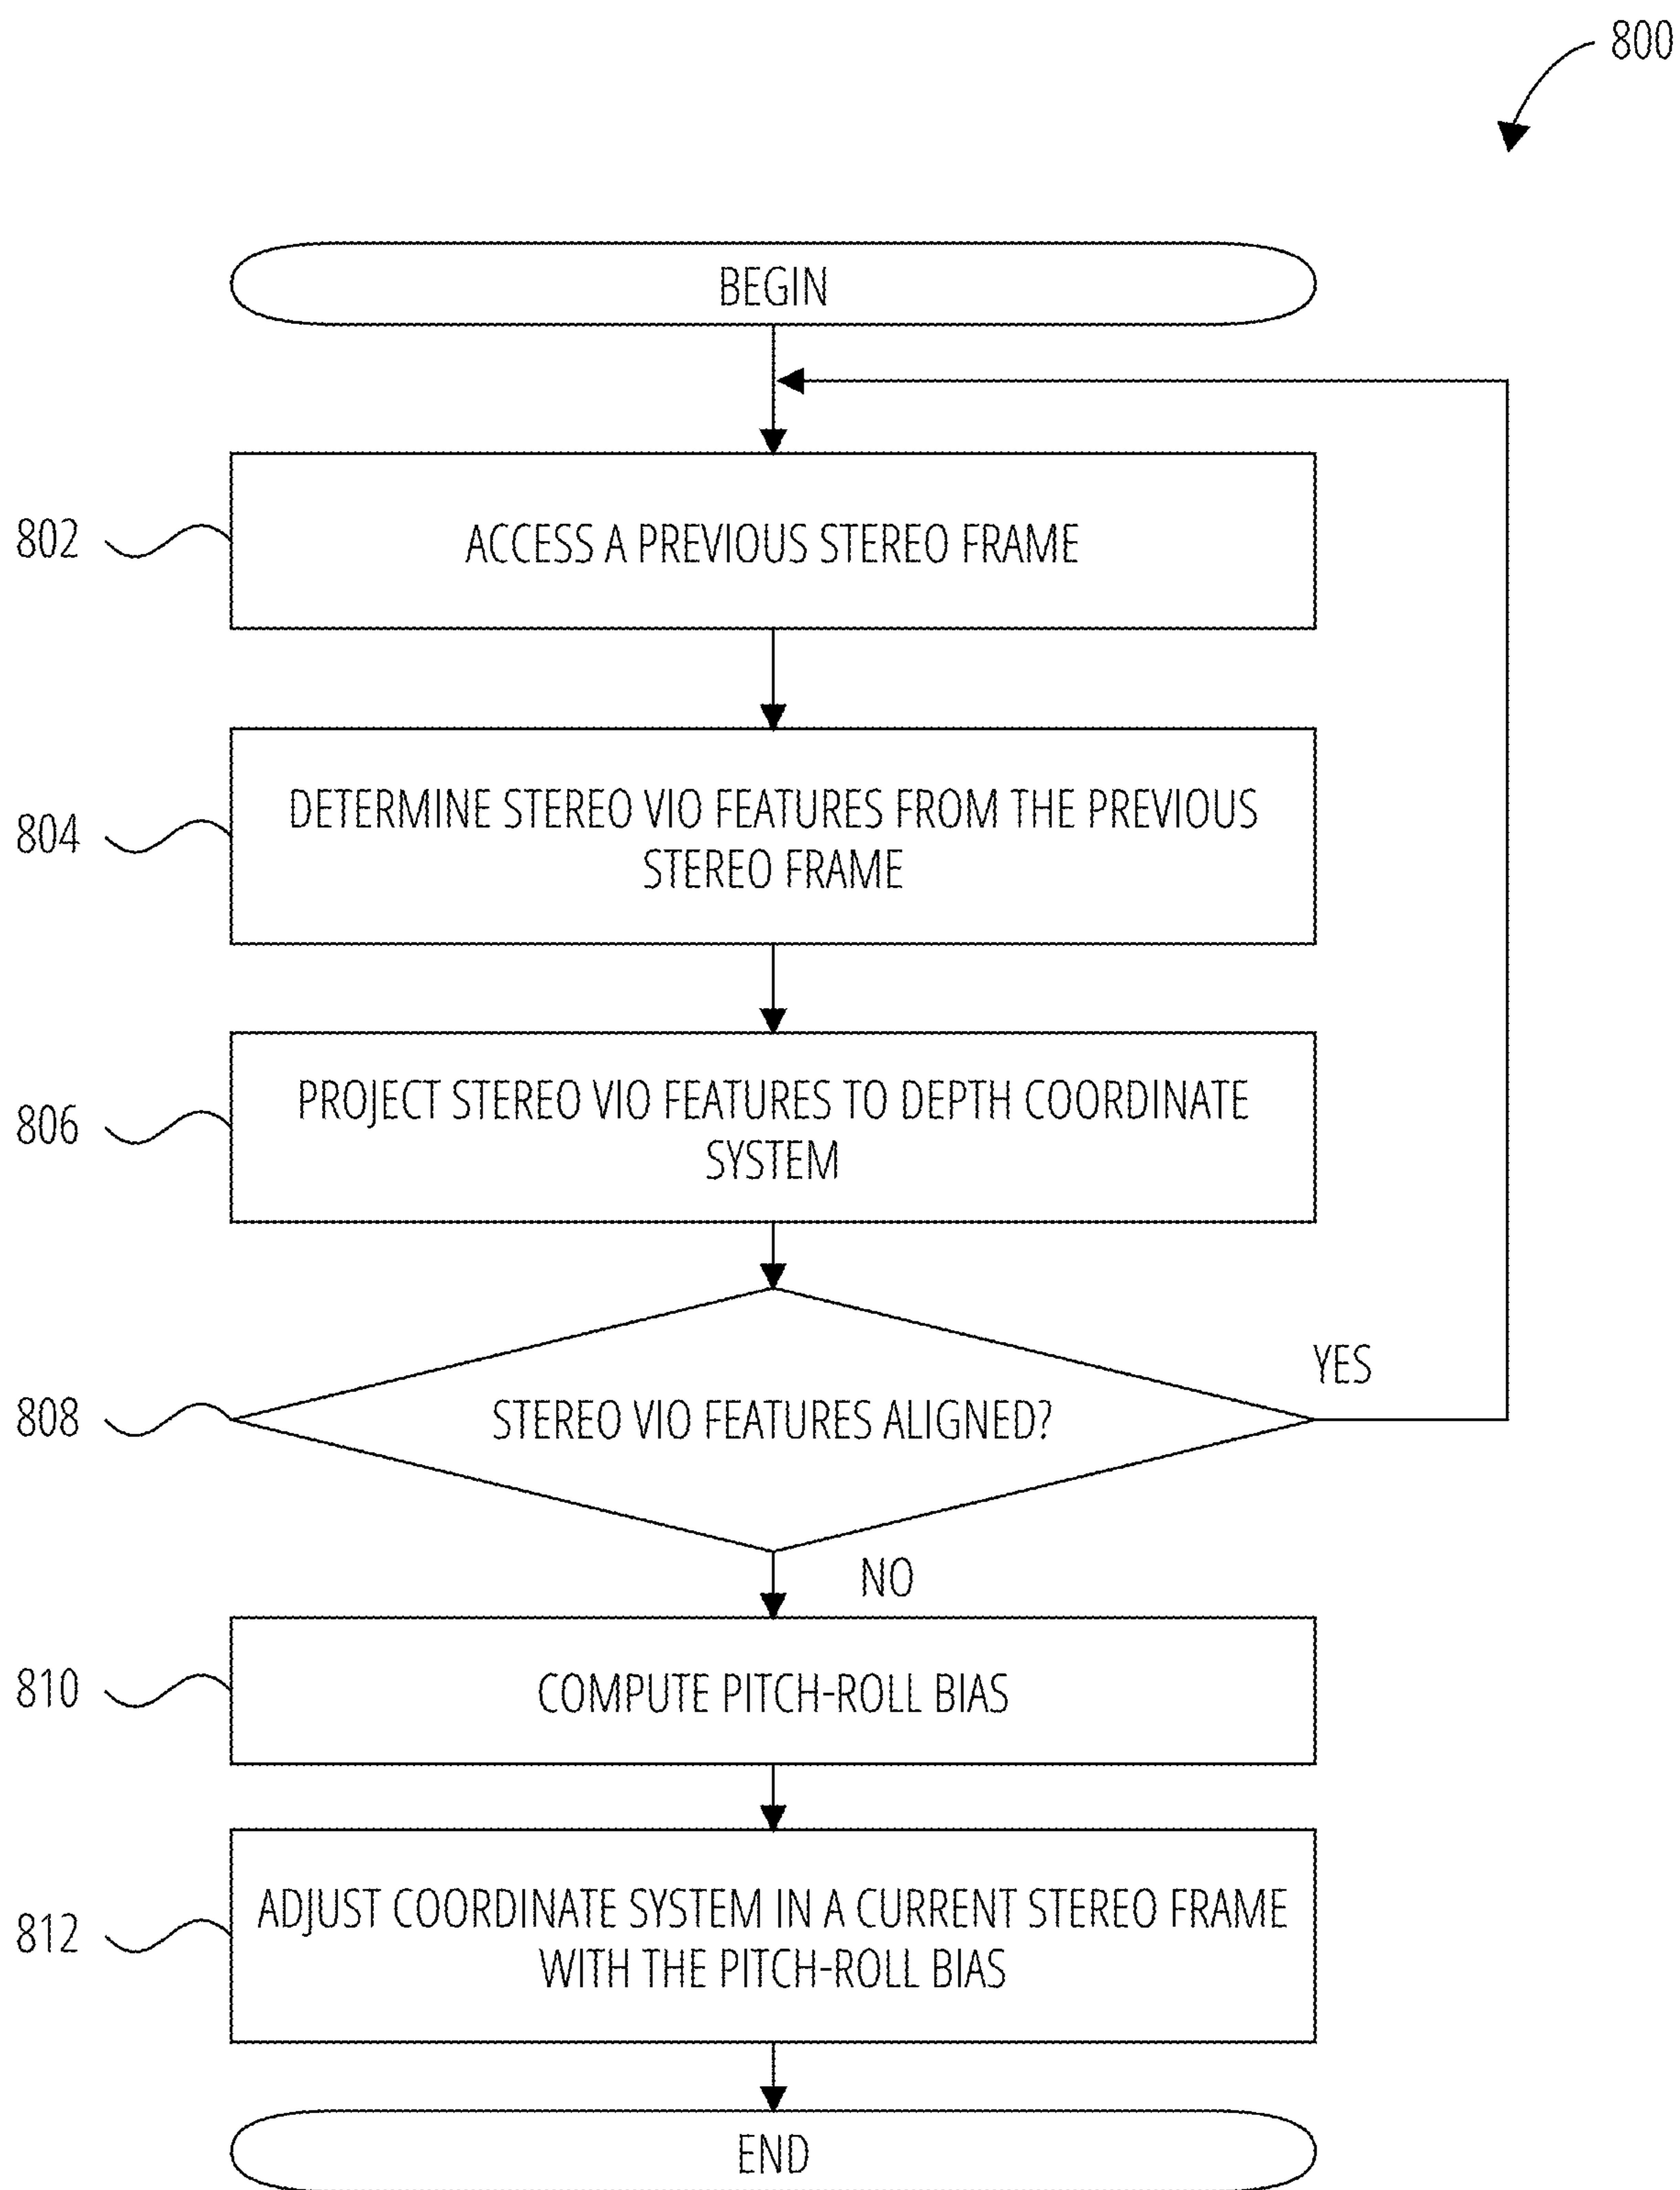 800
BEGIN
802
ACCESS A PREVIOUS STEREO FRAME
804
DETERMINE STEREO VIO FEATURES FROM THE PREVIOUS
STEREO FRAME
806
PROJECT STEREO VIO FEATURES TO DEPTH COORDINATE
SYSTEM
808
STEREO VIO FEATURES ALIGNED?
YES
NO
810
COMPUTE PITCH-ROLL BIAS
812
ADJUST COORDINATE SYSTEM IN A CURRENT STEREO FRAME
WITH THE PITCH-ROLL BIAS
END